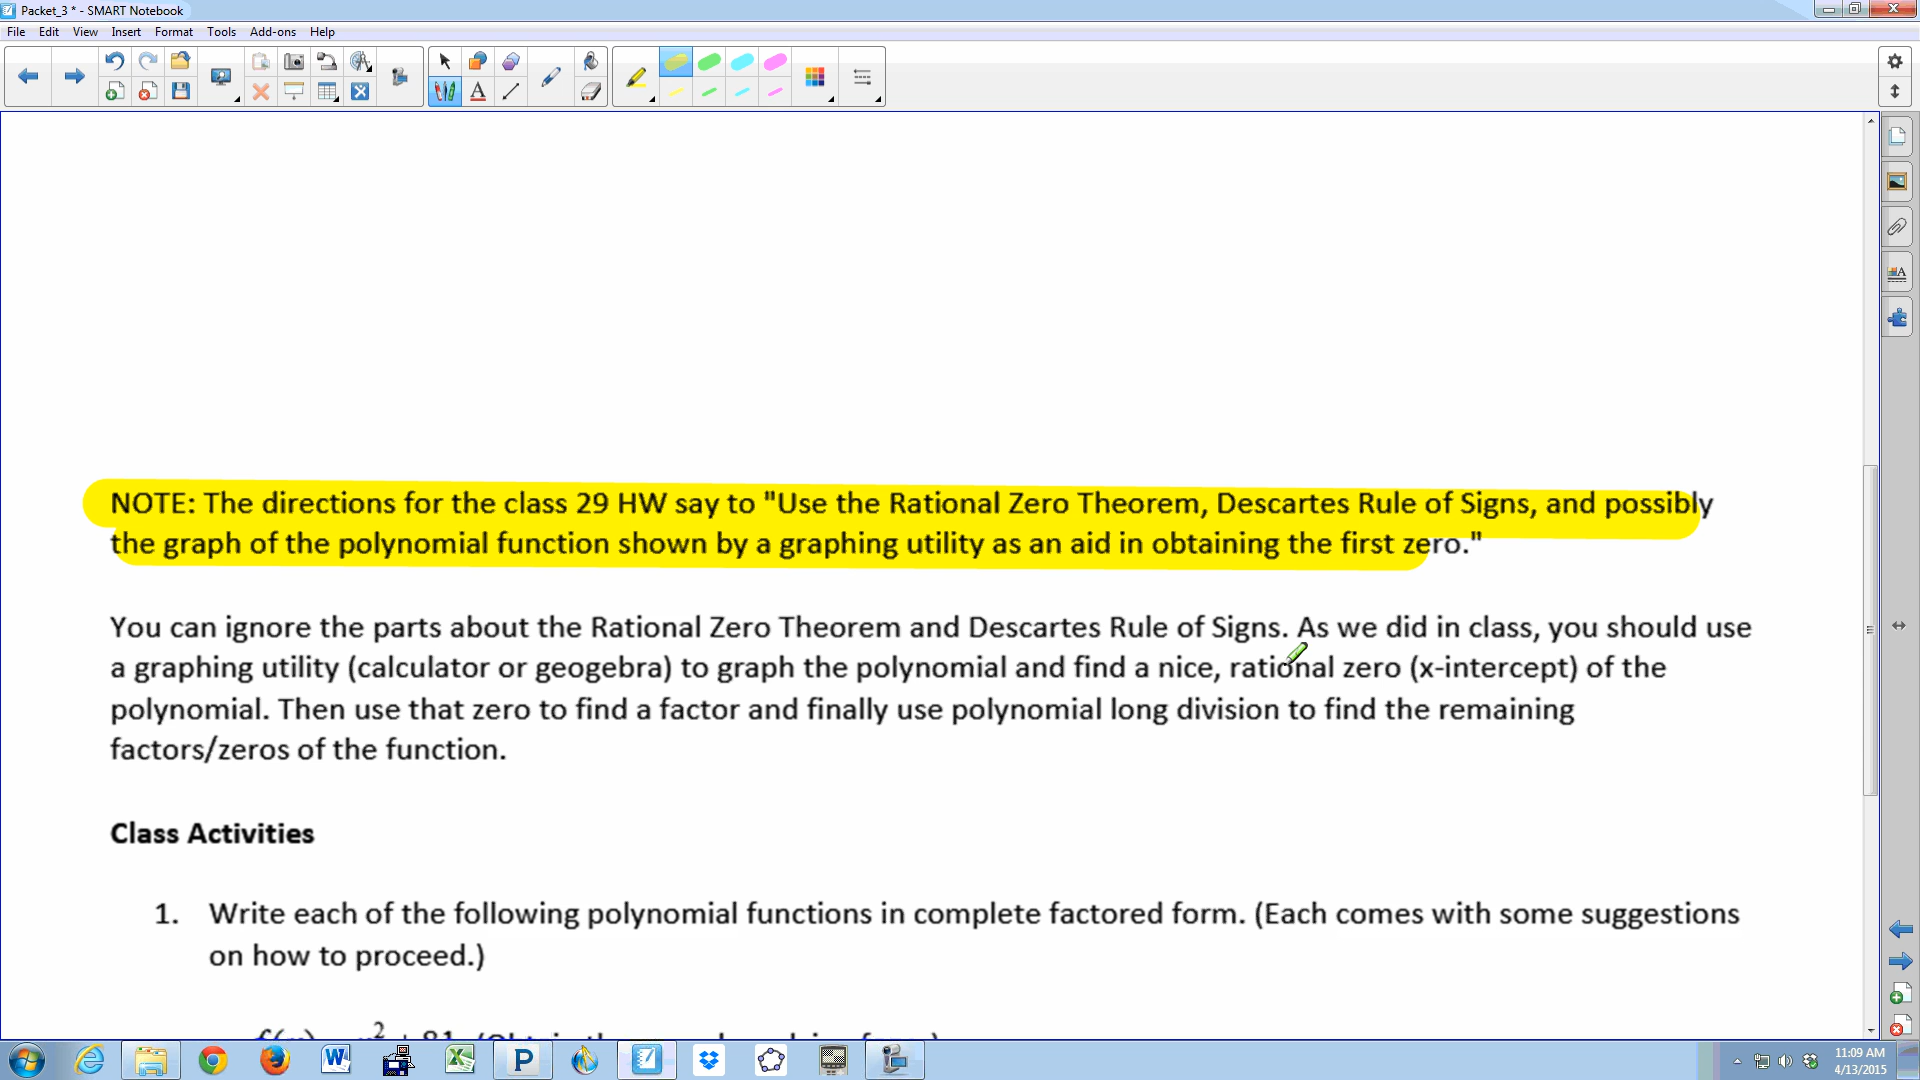 Packet_3 * - SMART Notebook
File Edit View Insert Format Tools Add-ons Help
NOTE: The directions for the class 29 HW say to "Use the Rational Zero Theorem, Descartes Rule of Signs, and possibly
the graph of the polynomial function shown by a graphing utility as an aid in obtaining the first zero."
You can ignore the parts about the Rational Zero Theorem and Descartes Rule of Signs. As we did in class, you should use
a graphing utility (calculator or geogebra) to graph the polynomial and find a nice, rational zero (x-intercept) of the
polynomial. Then use that zero to find a factor and finally use polynomial long division to find the remaining
factors/zeros of the function.
Class Activities
1. Write each of the following polynomial functions in complete factored form. (Each comes with some suggestions
on how to proceed.)
11:09 AM
4/13/2015